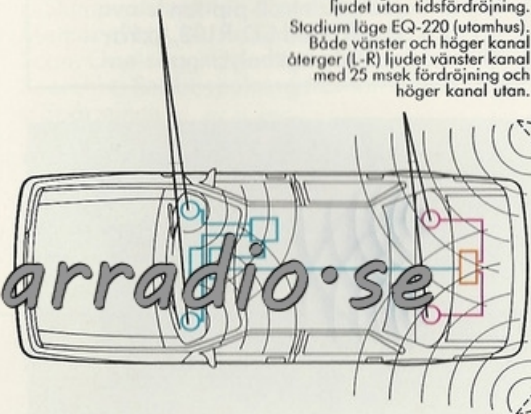 ljudet utan tidsfördröjning.
Stadium läge EQ-220 (utomhus).
Både vänster och höger kanal
återger (L-R) ljudet vänster kanal
med 25 msek fördröjning och
höger kanal utan.
arradio•se